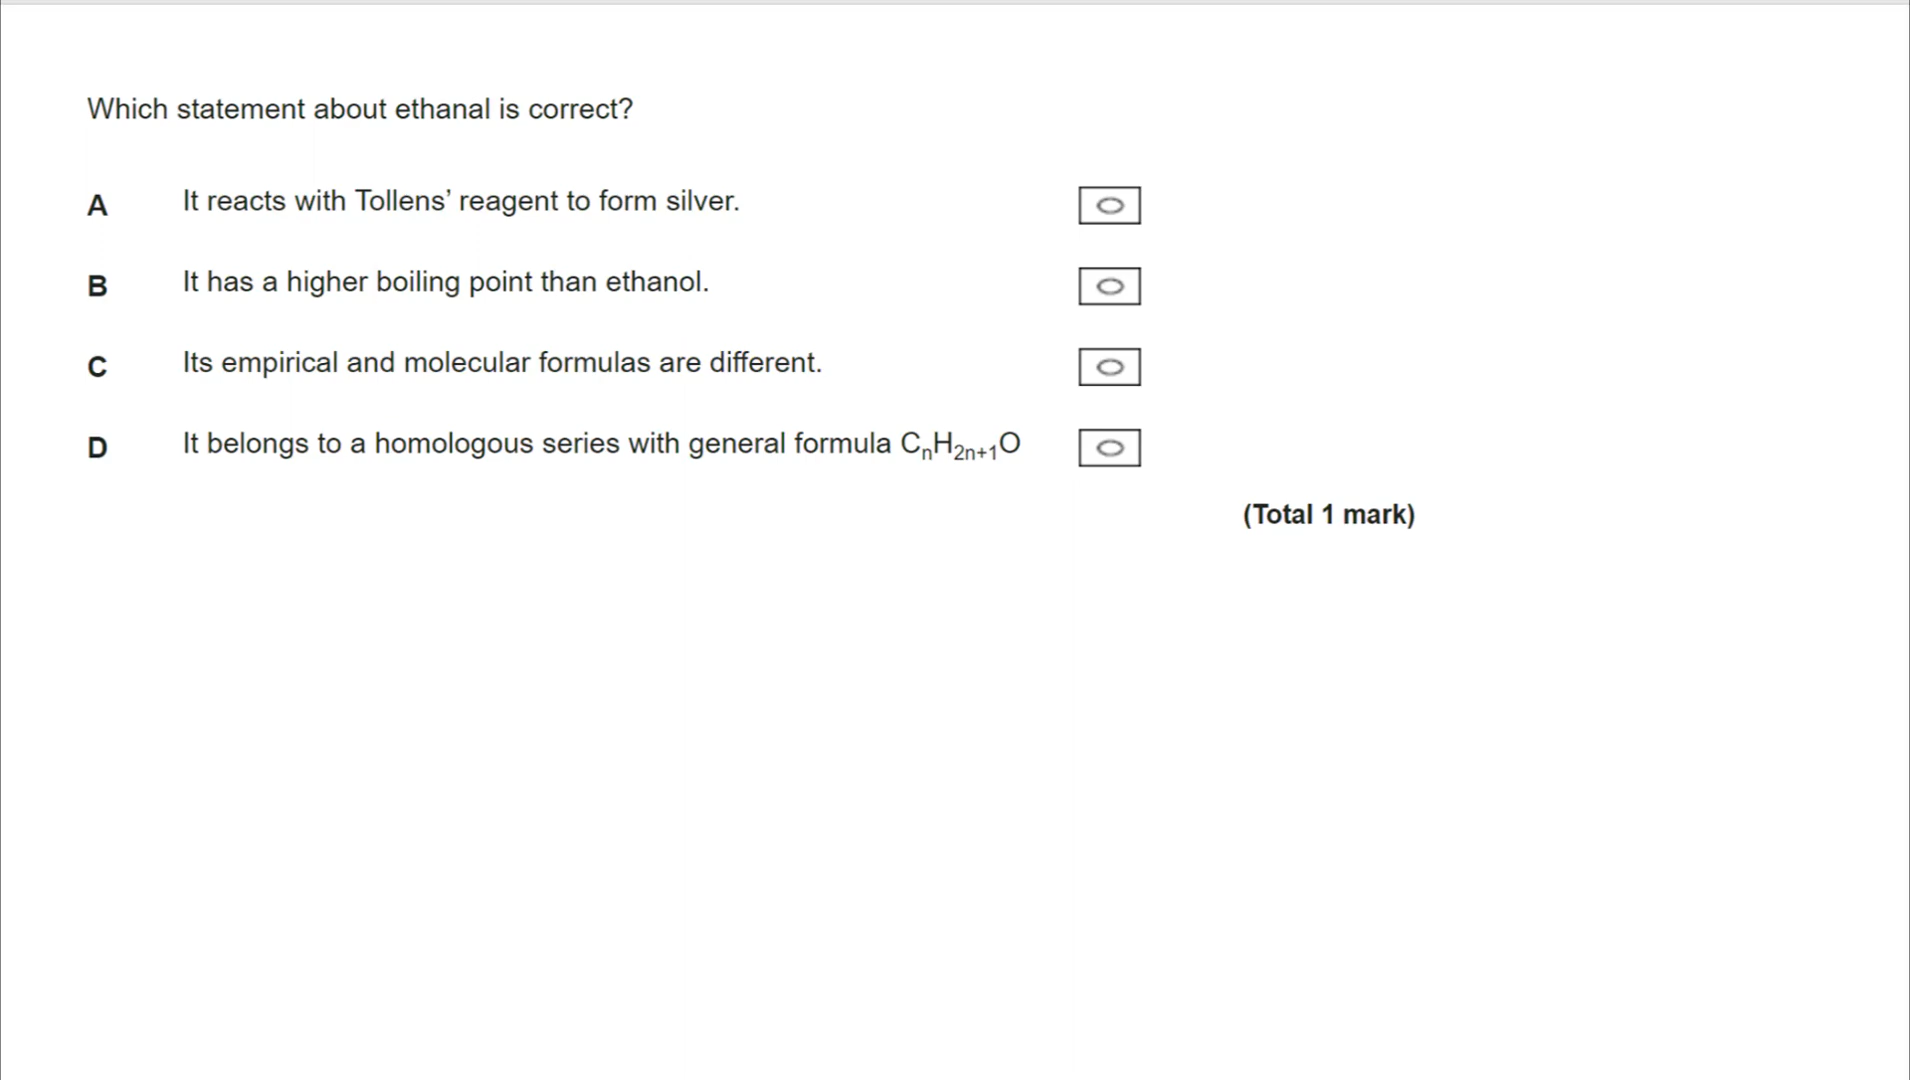 Which statement about ethanal is correct?
A It reacts with Tollens’ reagent to form silver.
B It has a higher boiling point than ethanol.
C Its empirical and molecular formulas are different.
D It belongs to a homologous series with general formula CₙH₂ₙ₊₁O
(Total 1 mark)